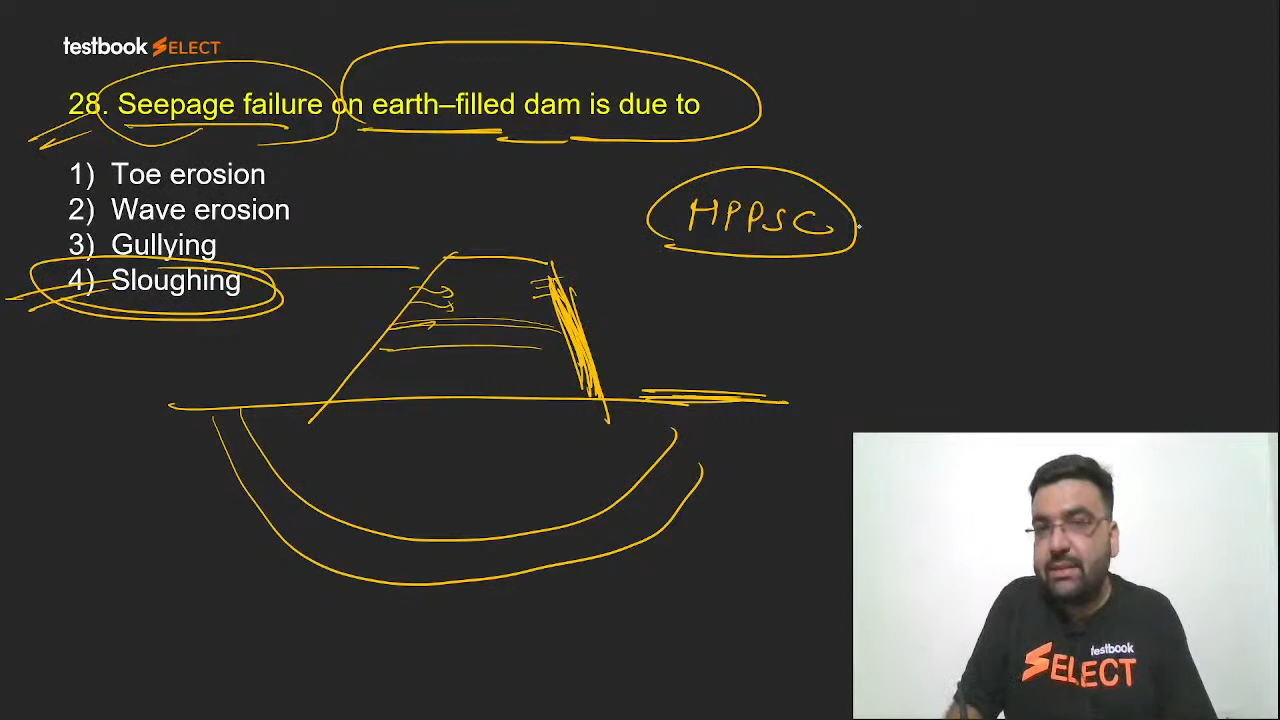 testbook SELECT
28. Seepage failure on earth–filled dam is due to
1) Toe erosion
2) Wave erosion
3) Gullying
4) Sloughing
HPPSC
testbook
SELECT